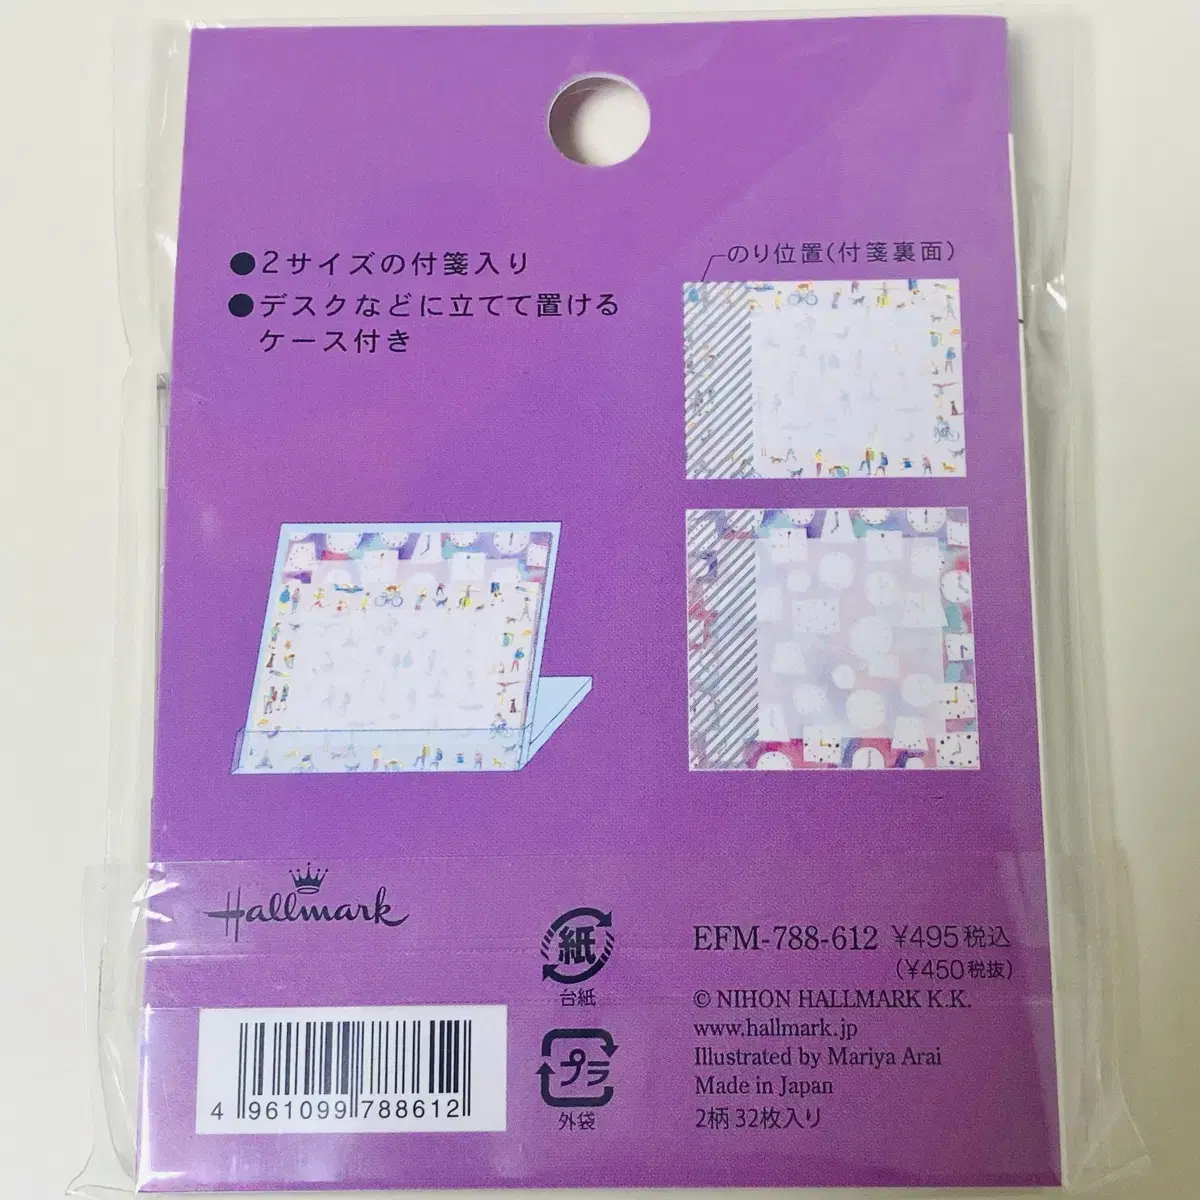 ●2サイズの付箋入り
●デスクなどに立てて置ける
ケース付き
のり位置(付箋裏面)
Hallmark
紙
台紙
プラ
外袋
4 961099 788612
EFM-788-612 ¥495税込
(¥450税抜)
© NIHON HALLMARK K.K.
www.hallmark.jp
Illustrated by Mariya Arai
Made in Japan
2柄 32枚入り